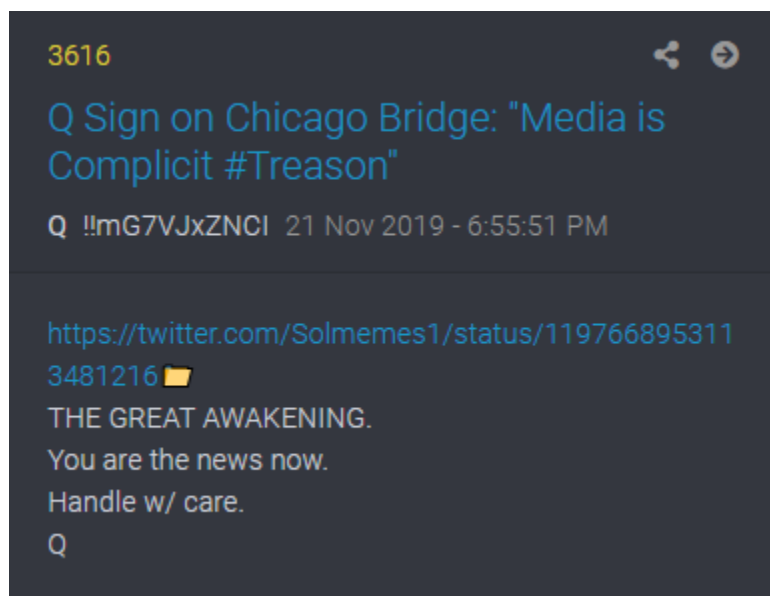 3616
Q Sign on Chicago Bridge: "Media is
Complicit #Treason"
Q !!mG7VJxZNCI 21 Nov 2019 - 6:55:51 PM
https://twitter.com/Solmemes1/status/119766895311
3481216
THE GREAT AWAKENING.
You are the news now.
Handle w/ care.
Q